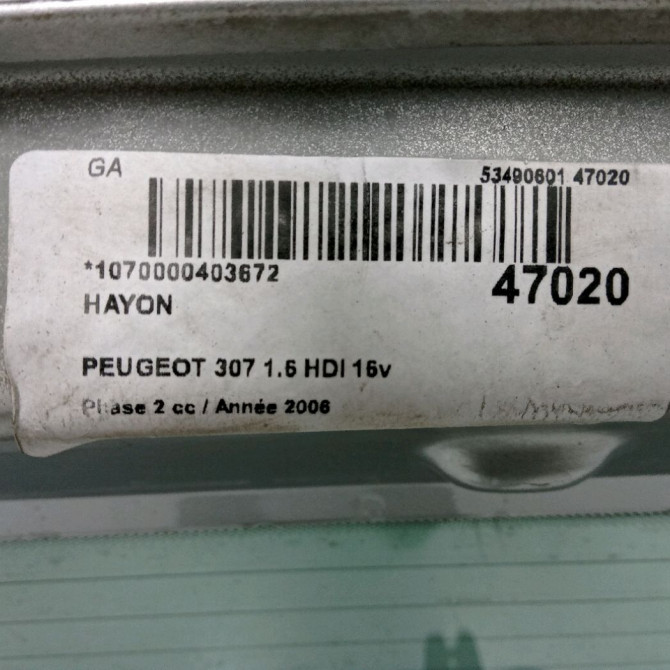 GA
53490601 47020
*1070000403672
47020
HAYON
PEUGEOT 307 1.6 HDI 16v
Phase 2 cc / Année 2006